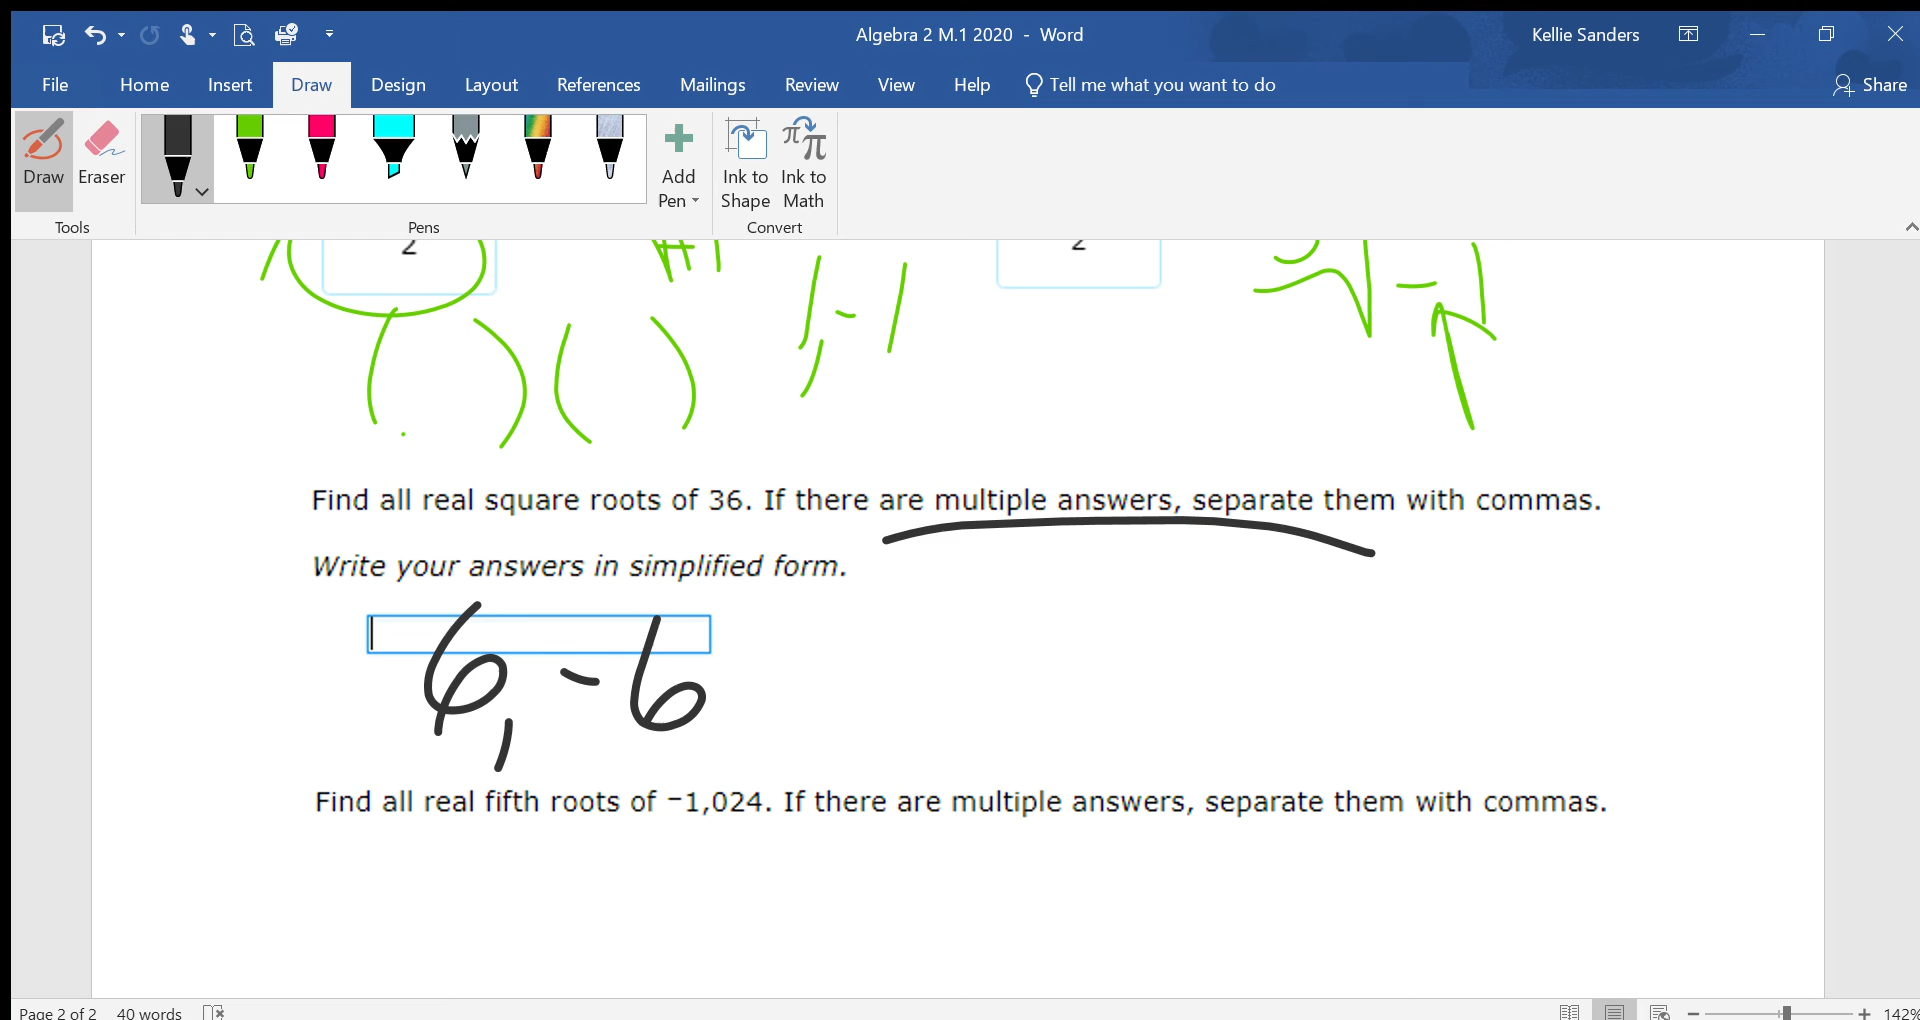 Algebra 2 M.1 2020 - Word
Kellie Sanders
File Home Insert Draw Design Layout References Mailings Review View Help Tell me what you want to do Share
Draw Eraser Add Pen Ink to Shape Ink to Math
Tools Pens Convert
2 2
, - 1
Find all real square roots of 36. If there are multiple answers, separate them with commas.
Write your answers in simplified form.
6, -6
Find all real fifth roots of −1,024. If there are multiple answers, separate them with commas.
Page 2 of 2 40 words 142%